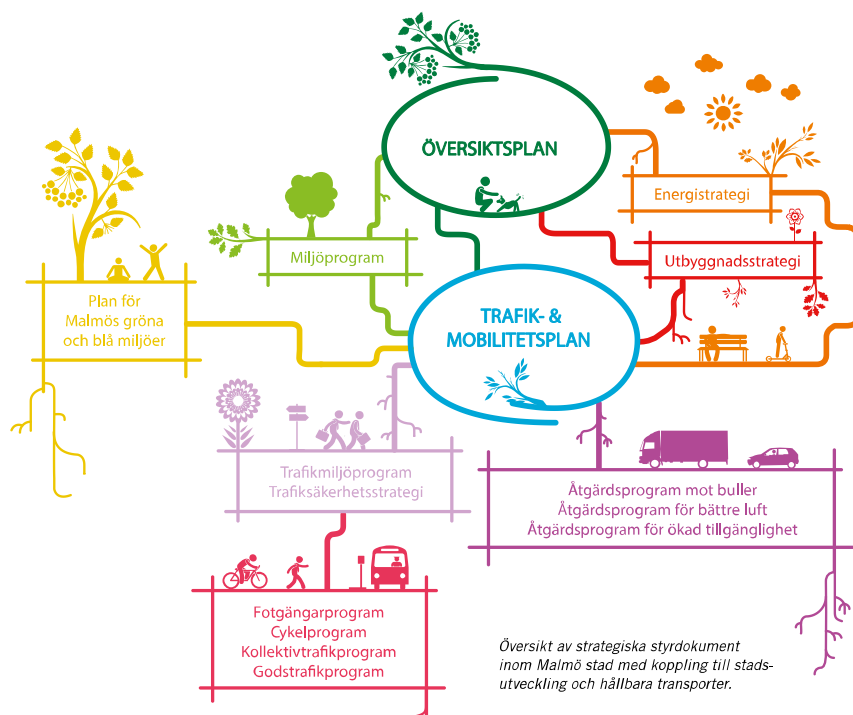 ÖVERSIKTSPLAN
Energistrategi
Miljöprogram
Utbyggnadsstrategi
Plan för
Malmös gröna
och blå miljöer
TRAFIK- &
MOBILITETSPLAN
Trafikmiljöprogram
Trafiksäkerhetsstrategi
Åtgärdsprogram mot buller
Åtgärdsprogram för bättre luft
Åtgärdsprogram för ökad tillgänglighet
Fotgängarprogram
Cykelprogram
Kollektivtrafikprogram
Godstrafikprogram
Översikt av strategiska styrdokument
inom Malmö stad med koppling till stads-
utveckling och hållbara transporter.